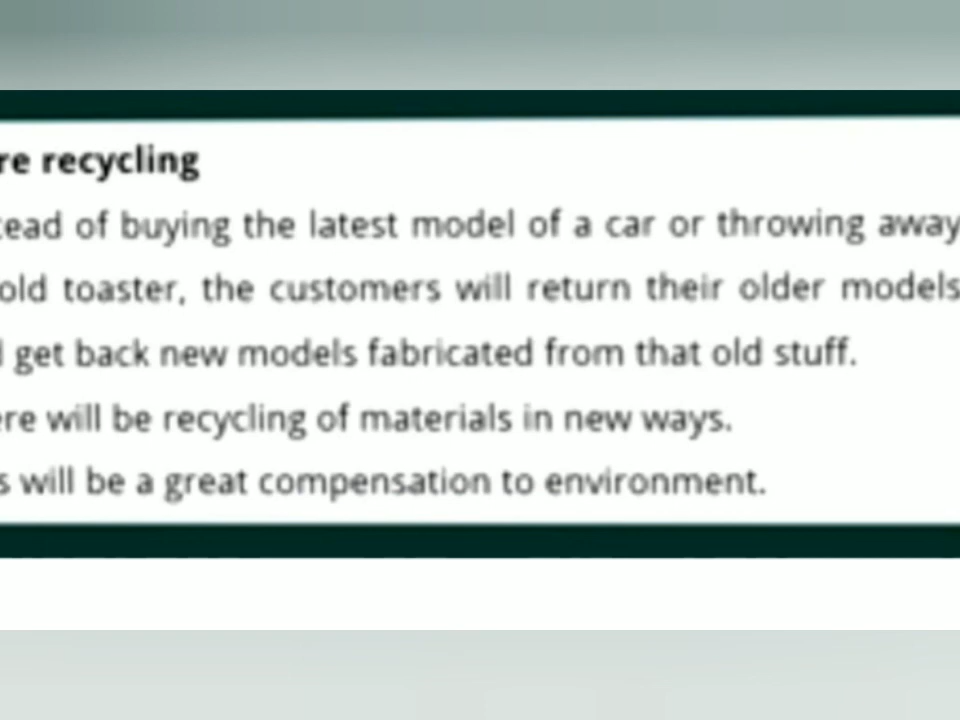 re recycling
tead of buying the latest model of a car or throwing away
old toaster, the customers will return their older models
get back new models fabricated from that old stuff.
ere will be recycling of materials in new ways.
s will be a great compensation to environment.